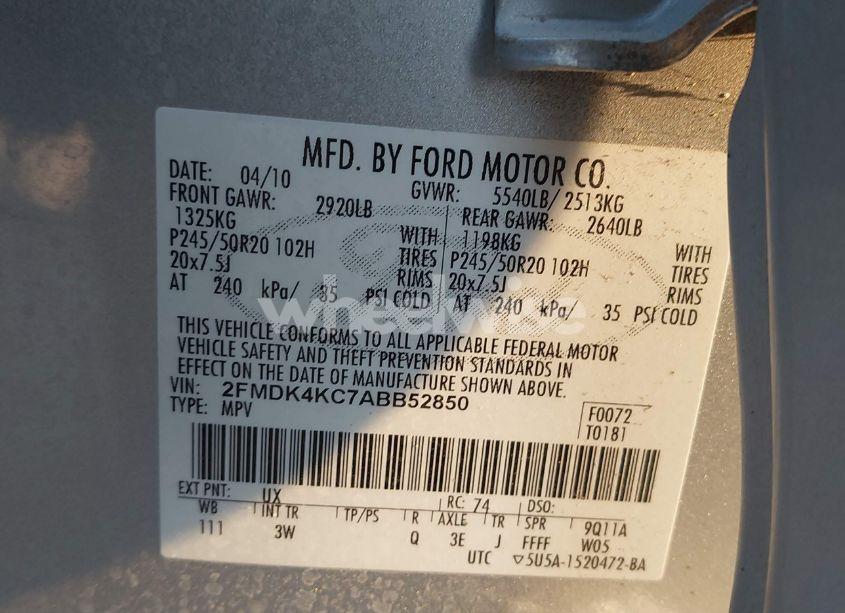 MFD. BY FORD MOTOR CO.
DATE: 04/10 GVWR: 5540LB/ 2513KG
FRONT GAWR: 2920LB REAR GAWR: 2640LB
1325KG WITH 1198KG WITH
P245/50R20 102H TIRES P245/50R20 102H TIRES
20x7.5J RIMS 20x7.5J RIMS
AT 240 kPa/ 35 PSI COLD AT 240 kPa/ 35 PSI COLD
wheelwise
THIS VEHICLE CONFORMS TO ALL APPLICABLE FEDERAL MOTOR
VEHICLE SAFETY AND THEFT PREVENTION STANDARDS IN
EFFECT ON THE DATE OF MANUFACTURE SHOWN ABOVE.
VIN: 2FMDK4KC7ABB52850
TYPE: MPV F0072
T0181
EXT PNT: UX RC: 74 DSO:
WB INT TR TP/PS R AXLE TR SPR 9Q11A
111 3W Q 3E J FFFF W05
UTC ▽5U5A-1520472-BA